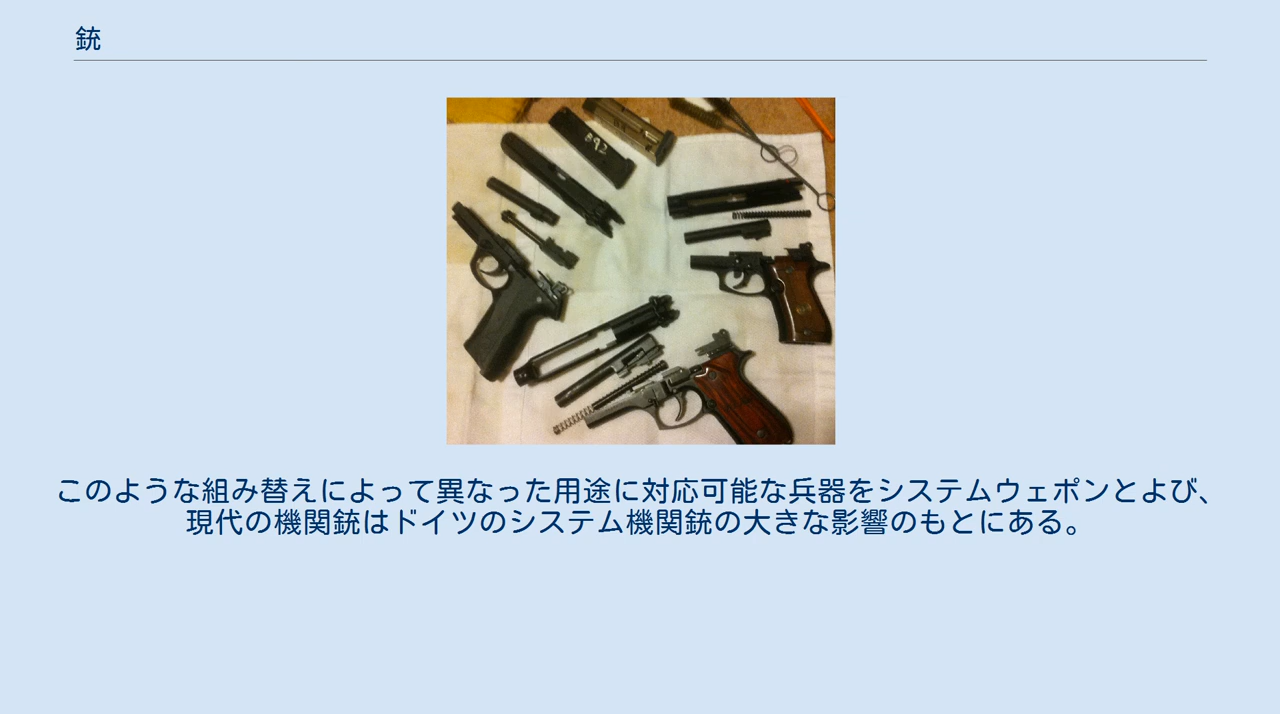 銃
B92
このような組み替えによって異なった用途に対応可能な兵器をシステムウェポンとよび、
現代の機関銃はドイツのシステム機関銃の大きな影響のもとにある。